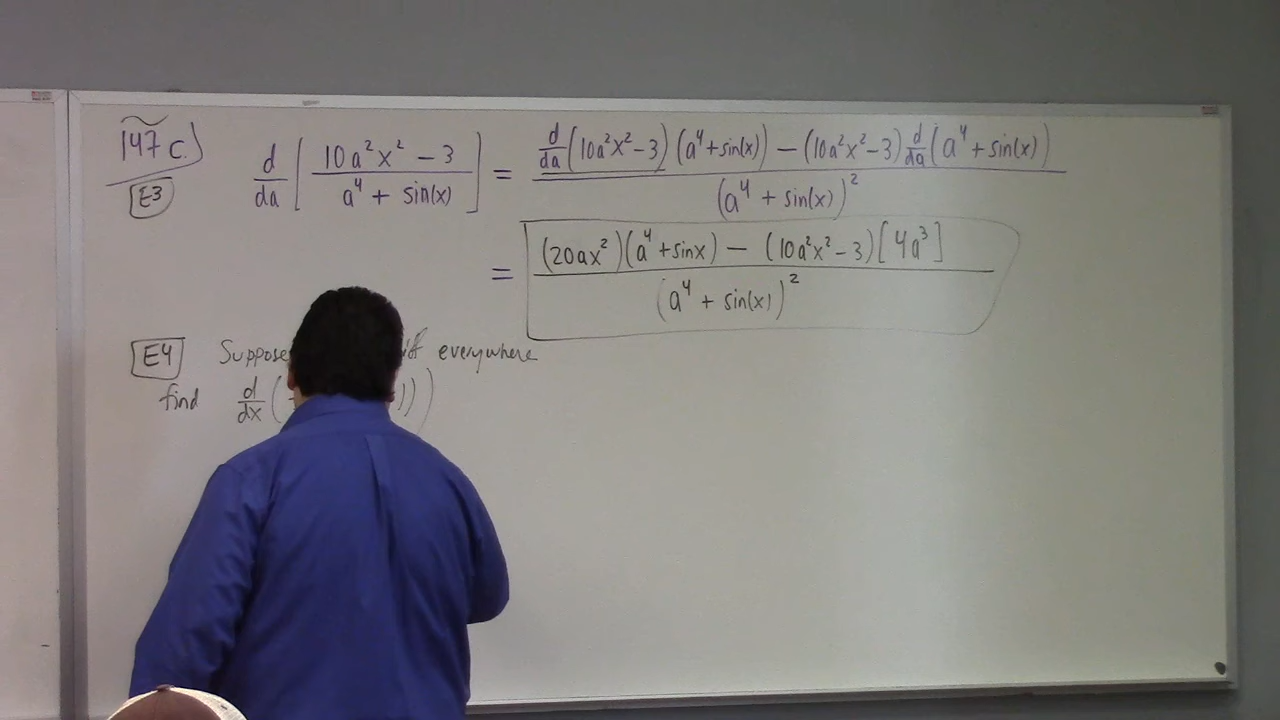 147 c.)
E3 d/da [ (10a²x² − 3) / (a⁴ + sin(x)) ] = ( d/da (10a²x² − 3) (a⁴ + sin(x)) − (10a²x² − 3) d/da (a⁴ + sin(x)) ) / (a⁴ + sin(x))²
= ( (20ax²)(a⁴ + sinx) − (10a²x² − 3)[4a³] ) / (a⁴ + sin(x))²
E4 Suppose everywhere
find d/dx ( ))